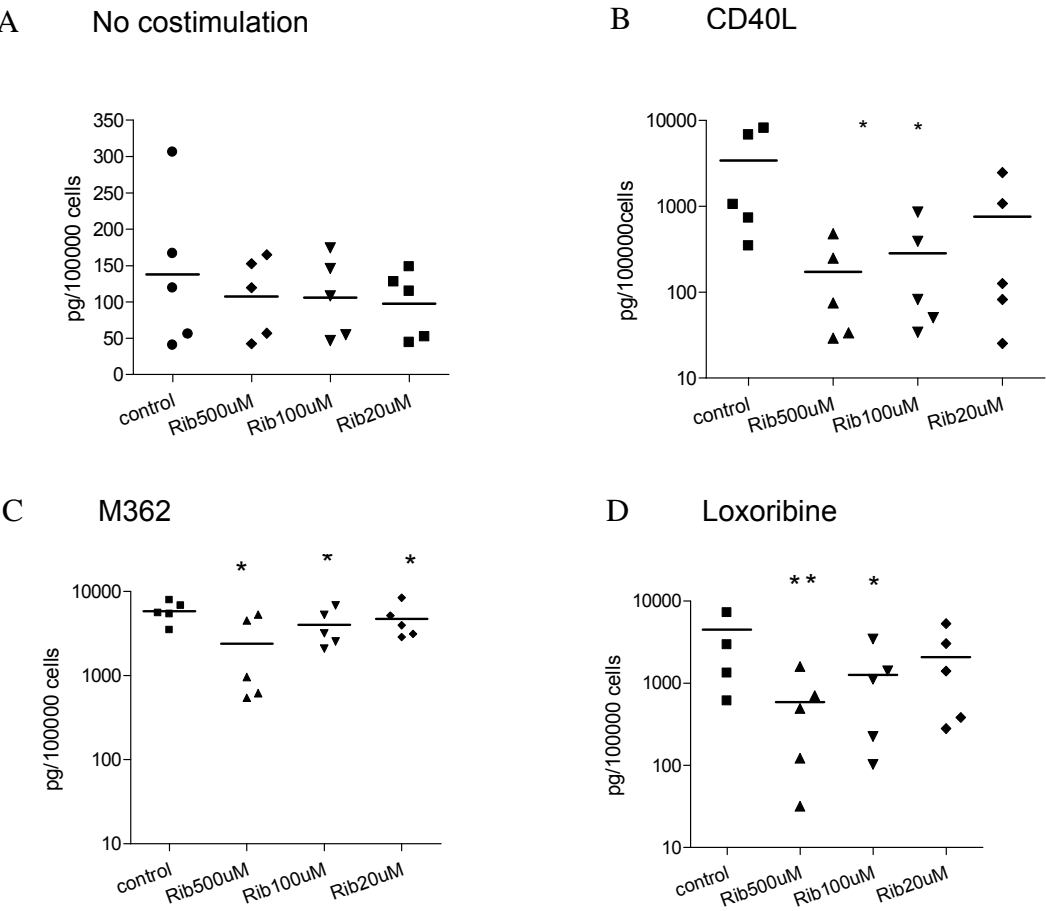 A No costimulation
350
300
250
200
150
100
50
0
pg/100000 cells
control Rib500uM Rib100uM Rib20uM
B CD40L
* *
10000
1000
100
10
pg/100000cells
control Rib500uM Rib100uM Rib20uM
C M362
* * *
10000
1000
100
10
pg/100000 cells
control Rib500uM Rib100uM Rib20uM
D Loxoribine
** *
10000
1000
100
10
pg/100000 cells
control Rib500uM Rib100uM Rib20uM